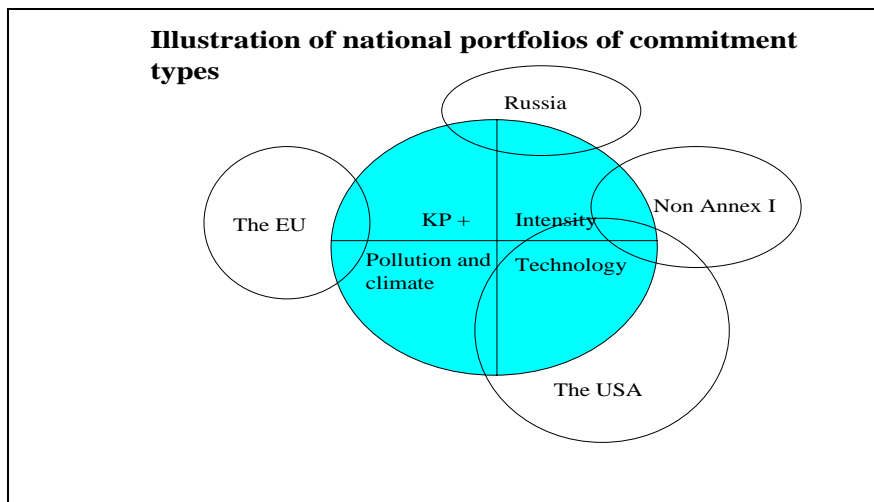 Illustration of national portfolios of commitment
types
Russia
The EU
KP +
Intensity
Non Annex I
Pollution and
climate
Technology
The USA